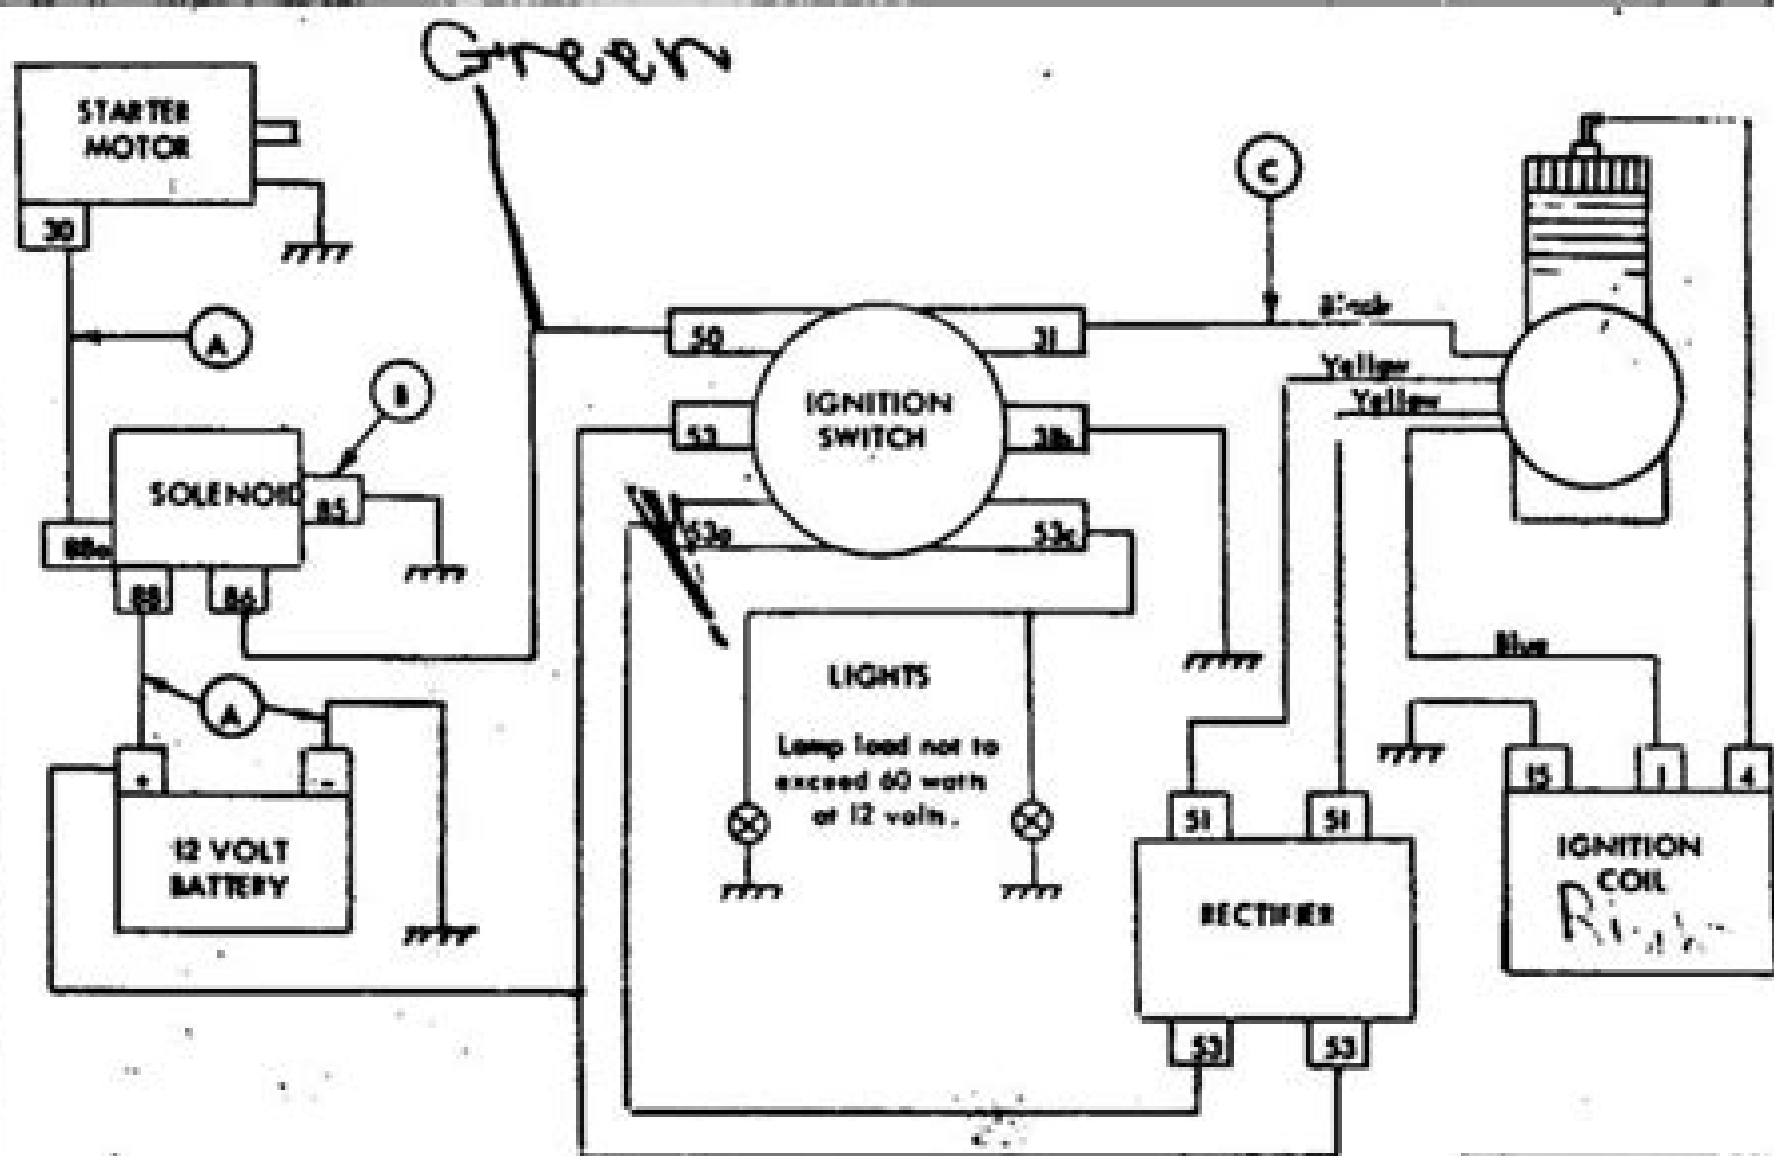 Green
STARTER
MOTOR
30
A
C
B
50
31
Yellow
Yellow
IGNITION
SWITCH
53
SOLENOID
85
53a
53c
88
86
Blue
LIGHTS
A
Lamp load not to
exceed 60 watts
at 12 volts.
+
-
15
1
4
51
51
12 VOLT
BATTERY
IGNITION
COIL
RECTIFIER
53
53